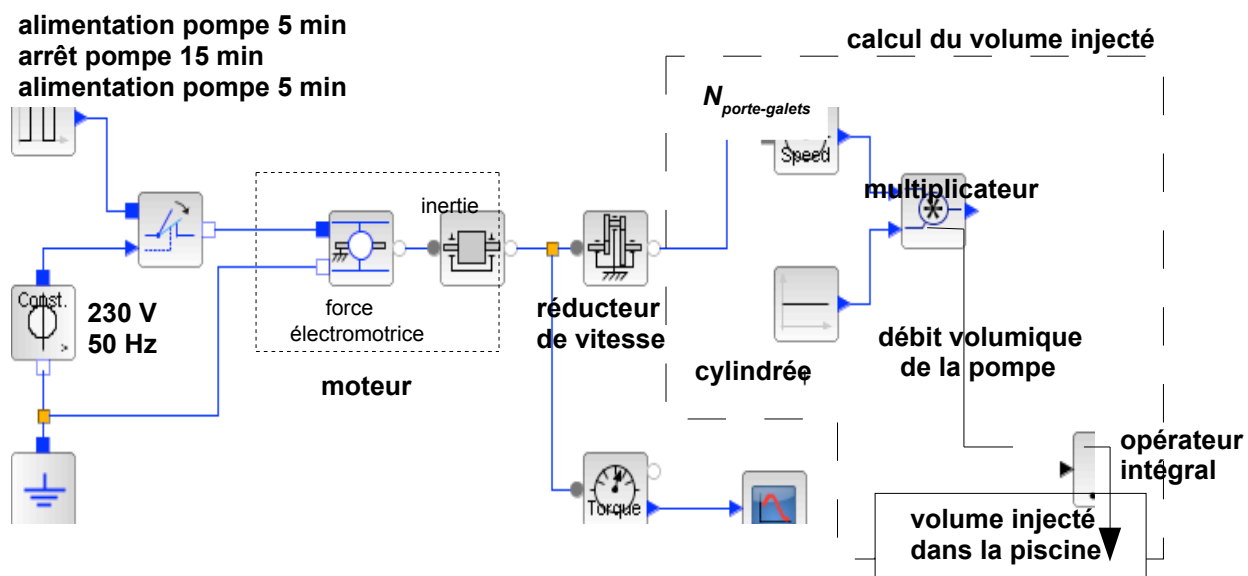 alimentation pompe 5 min
arrêt pompe 15 min
alimentation pompe 5 min
calcul du volume injecté
N porte-galets
Speed
multiplicateur
inertie
Const.
230 V
50 Hz
force
électromotrice
moteur
réducteur
de vitesse
cylindrée
débit volumique
de la pompe
Torque
opérateur
intégral
volume injecté
dans la piscine